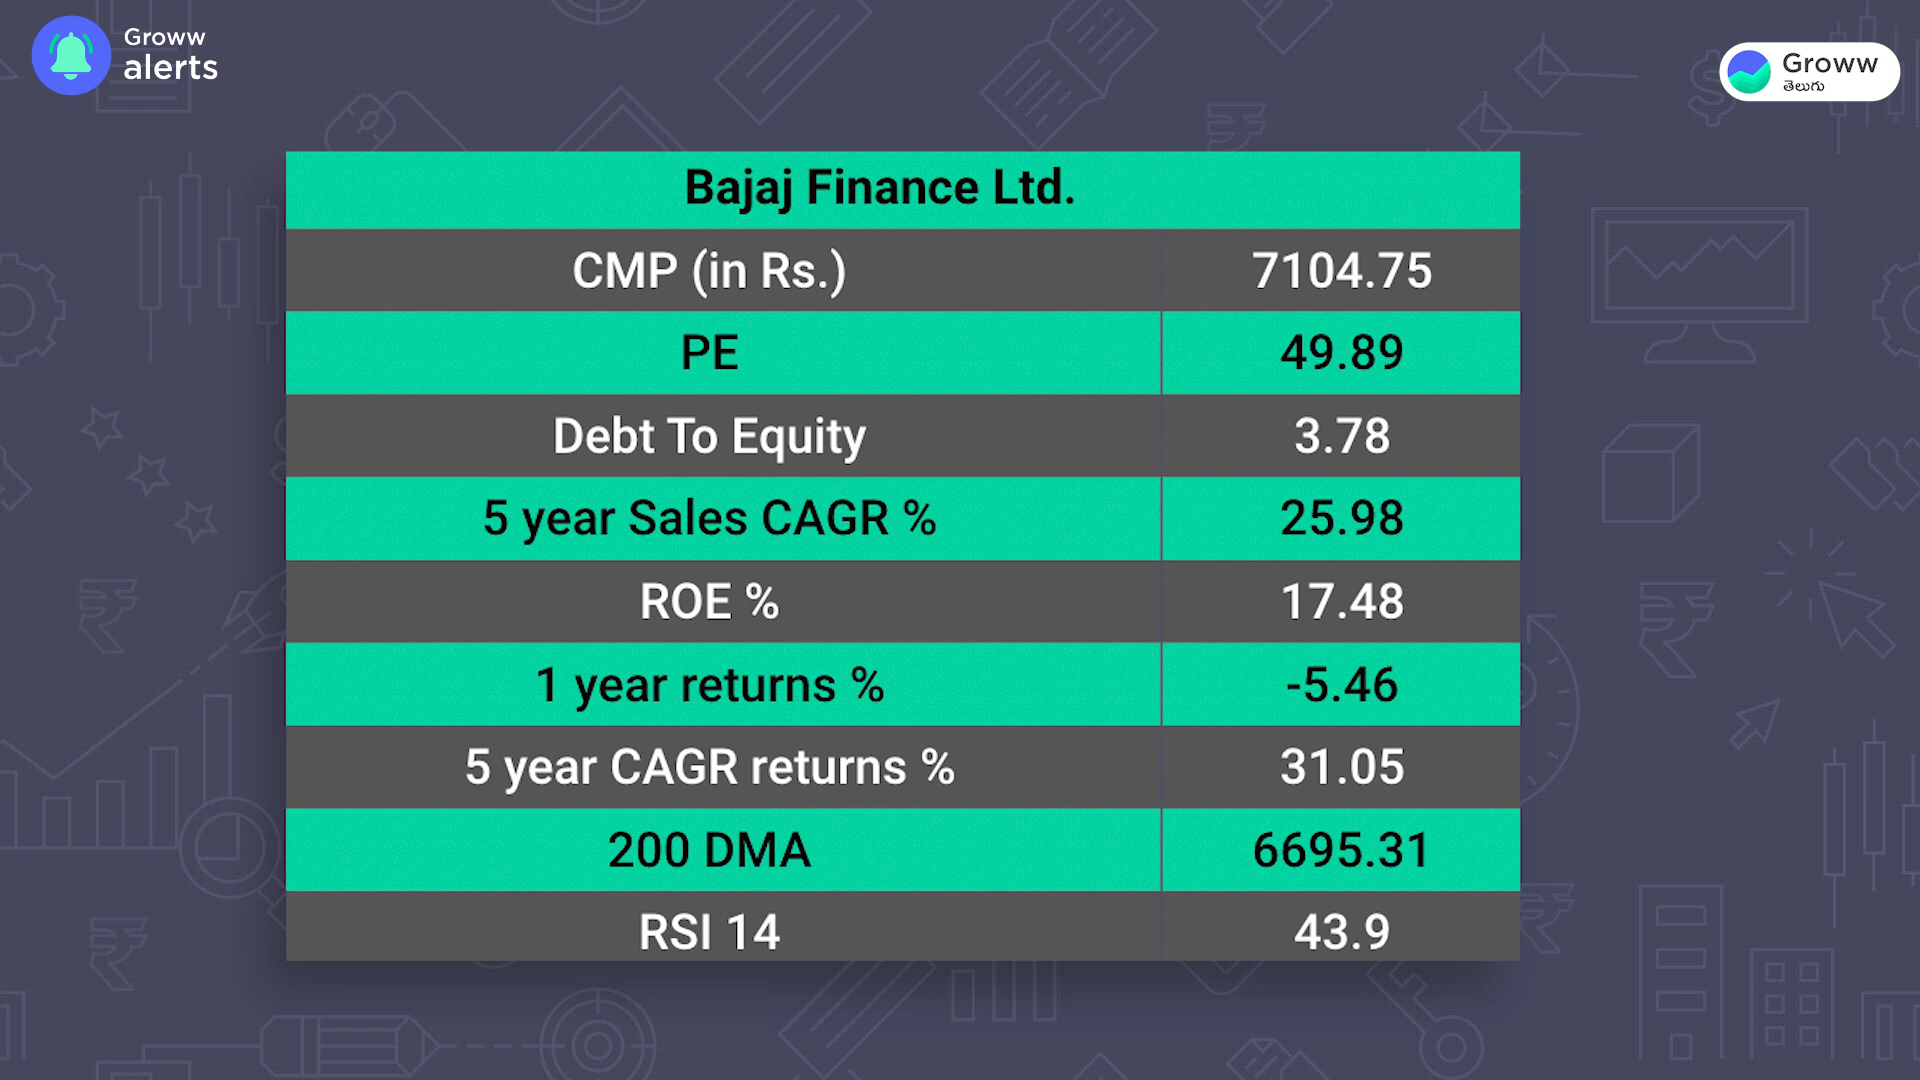 Groww
alerts
Groww
తెలుగు
Bajaj Finance Ltd.
CMP (in Rs.) 7104.75
PE 49.89
Debt To Equity 3.78
5 year Sales CAGR % 25.98
ROE % 17.48
1 year returns % -5.46
5 year CAGR returns % 31.05
200 DMA 6695.31
RSI 14 43.9